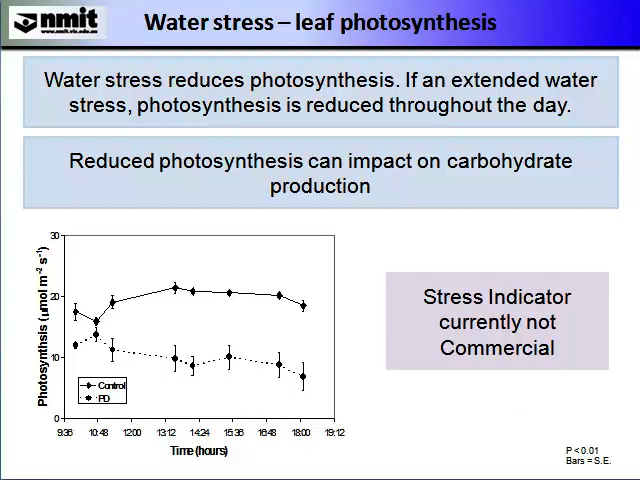 nmit
www.nmit.vic.edu.au
Water stress – leaf photosynthesis
Water stress reduces photosynthesis. If an extended water
stress, photosynthesis is reduced throughout the day.
Reduced photosynthesis can impact on carbohydrate
production
Photosynthsis (μmol m⁻² s⁻¹)
30
20
10
0
Control
PD
9:36 10:48 12:00 13:12 14:24 15:36 16:48 18:00 19:12
Time (hours)
Stress Indicator
currently not
Commercial
P < 0.01
Bars = S.E.